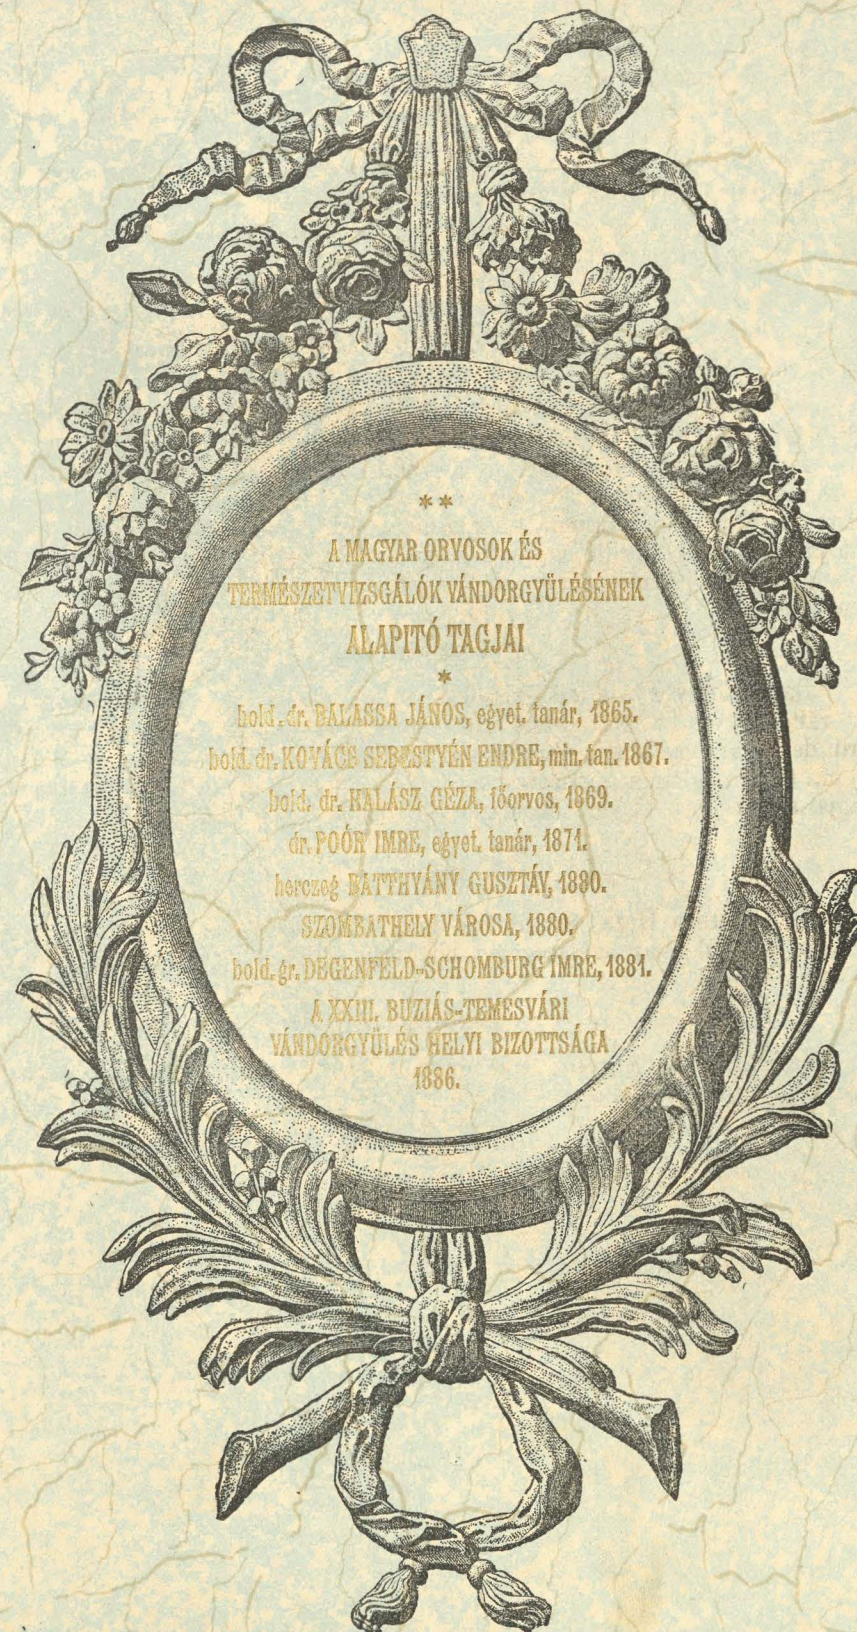 * *
A MAGYAR ORVOSOK ÉS
TERMÉSZETVIZSGÁLÓK VÁNDORGYÜLÉSÉNEK
ALAPITÓ TAGJAI
*
bold. dr. BALASSA JÁNOS, egyet. tanár, 1865.
bold. dr. KOVÁCS SEBESTYÉN ENDRE, min. tan. 1867.
bold. dr. HALÁSZ GÉZA, főorvos, 1869.
dr. POÓR IMRE, egyet. tanár, 1871.
herczeg BATTHYÁNY GUSZTÁV, 1880.
SZOMBATHELY VÁROSA, 1880.
bold. gr. DEGENFELD-SCHOMBURG IMRE, 1881.
A XXIII. BUZIÁS-TEMESVÁRI
VÁNDORGYÜLÉS HELYI BIZOTTSÁGA
1886.